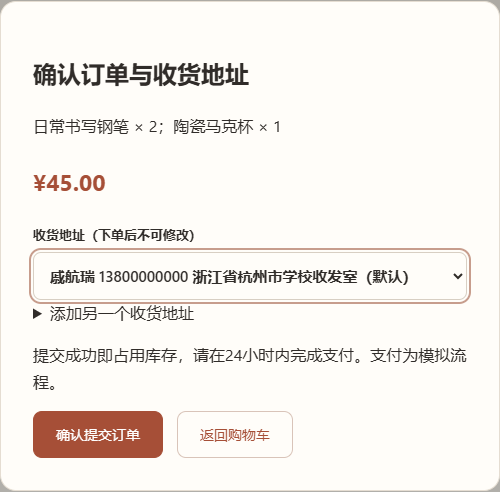 确认订单与收货地址
日常书写钢笔 × 2；陶瓷马克杯 × 1
¥45.00
收货地址（下单后不可修改）
戚航瑞 13800000000 浙江省杭州市学校收发室（默认）
▶ 添加另一个收货地址
提交成功即占用库存，请在24小时内完成支付。支付为模拟流
程。
确认提交订单 返回购物车